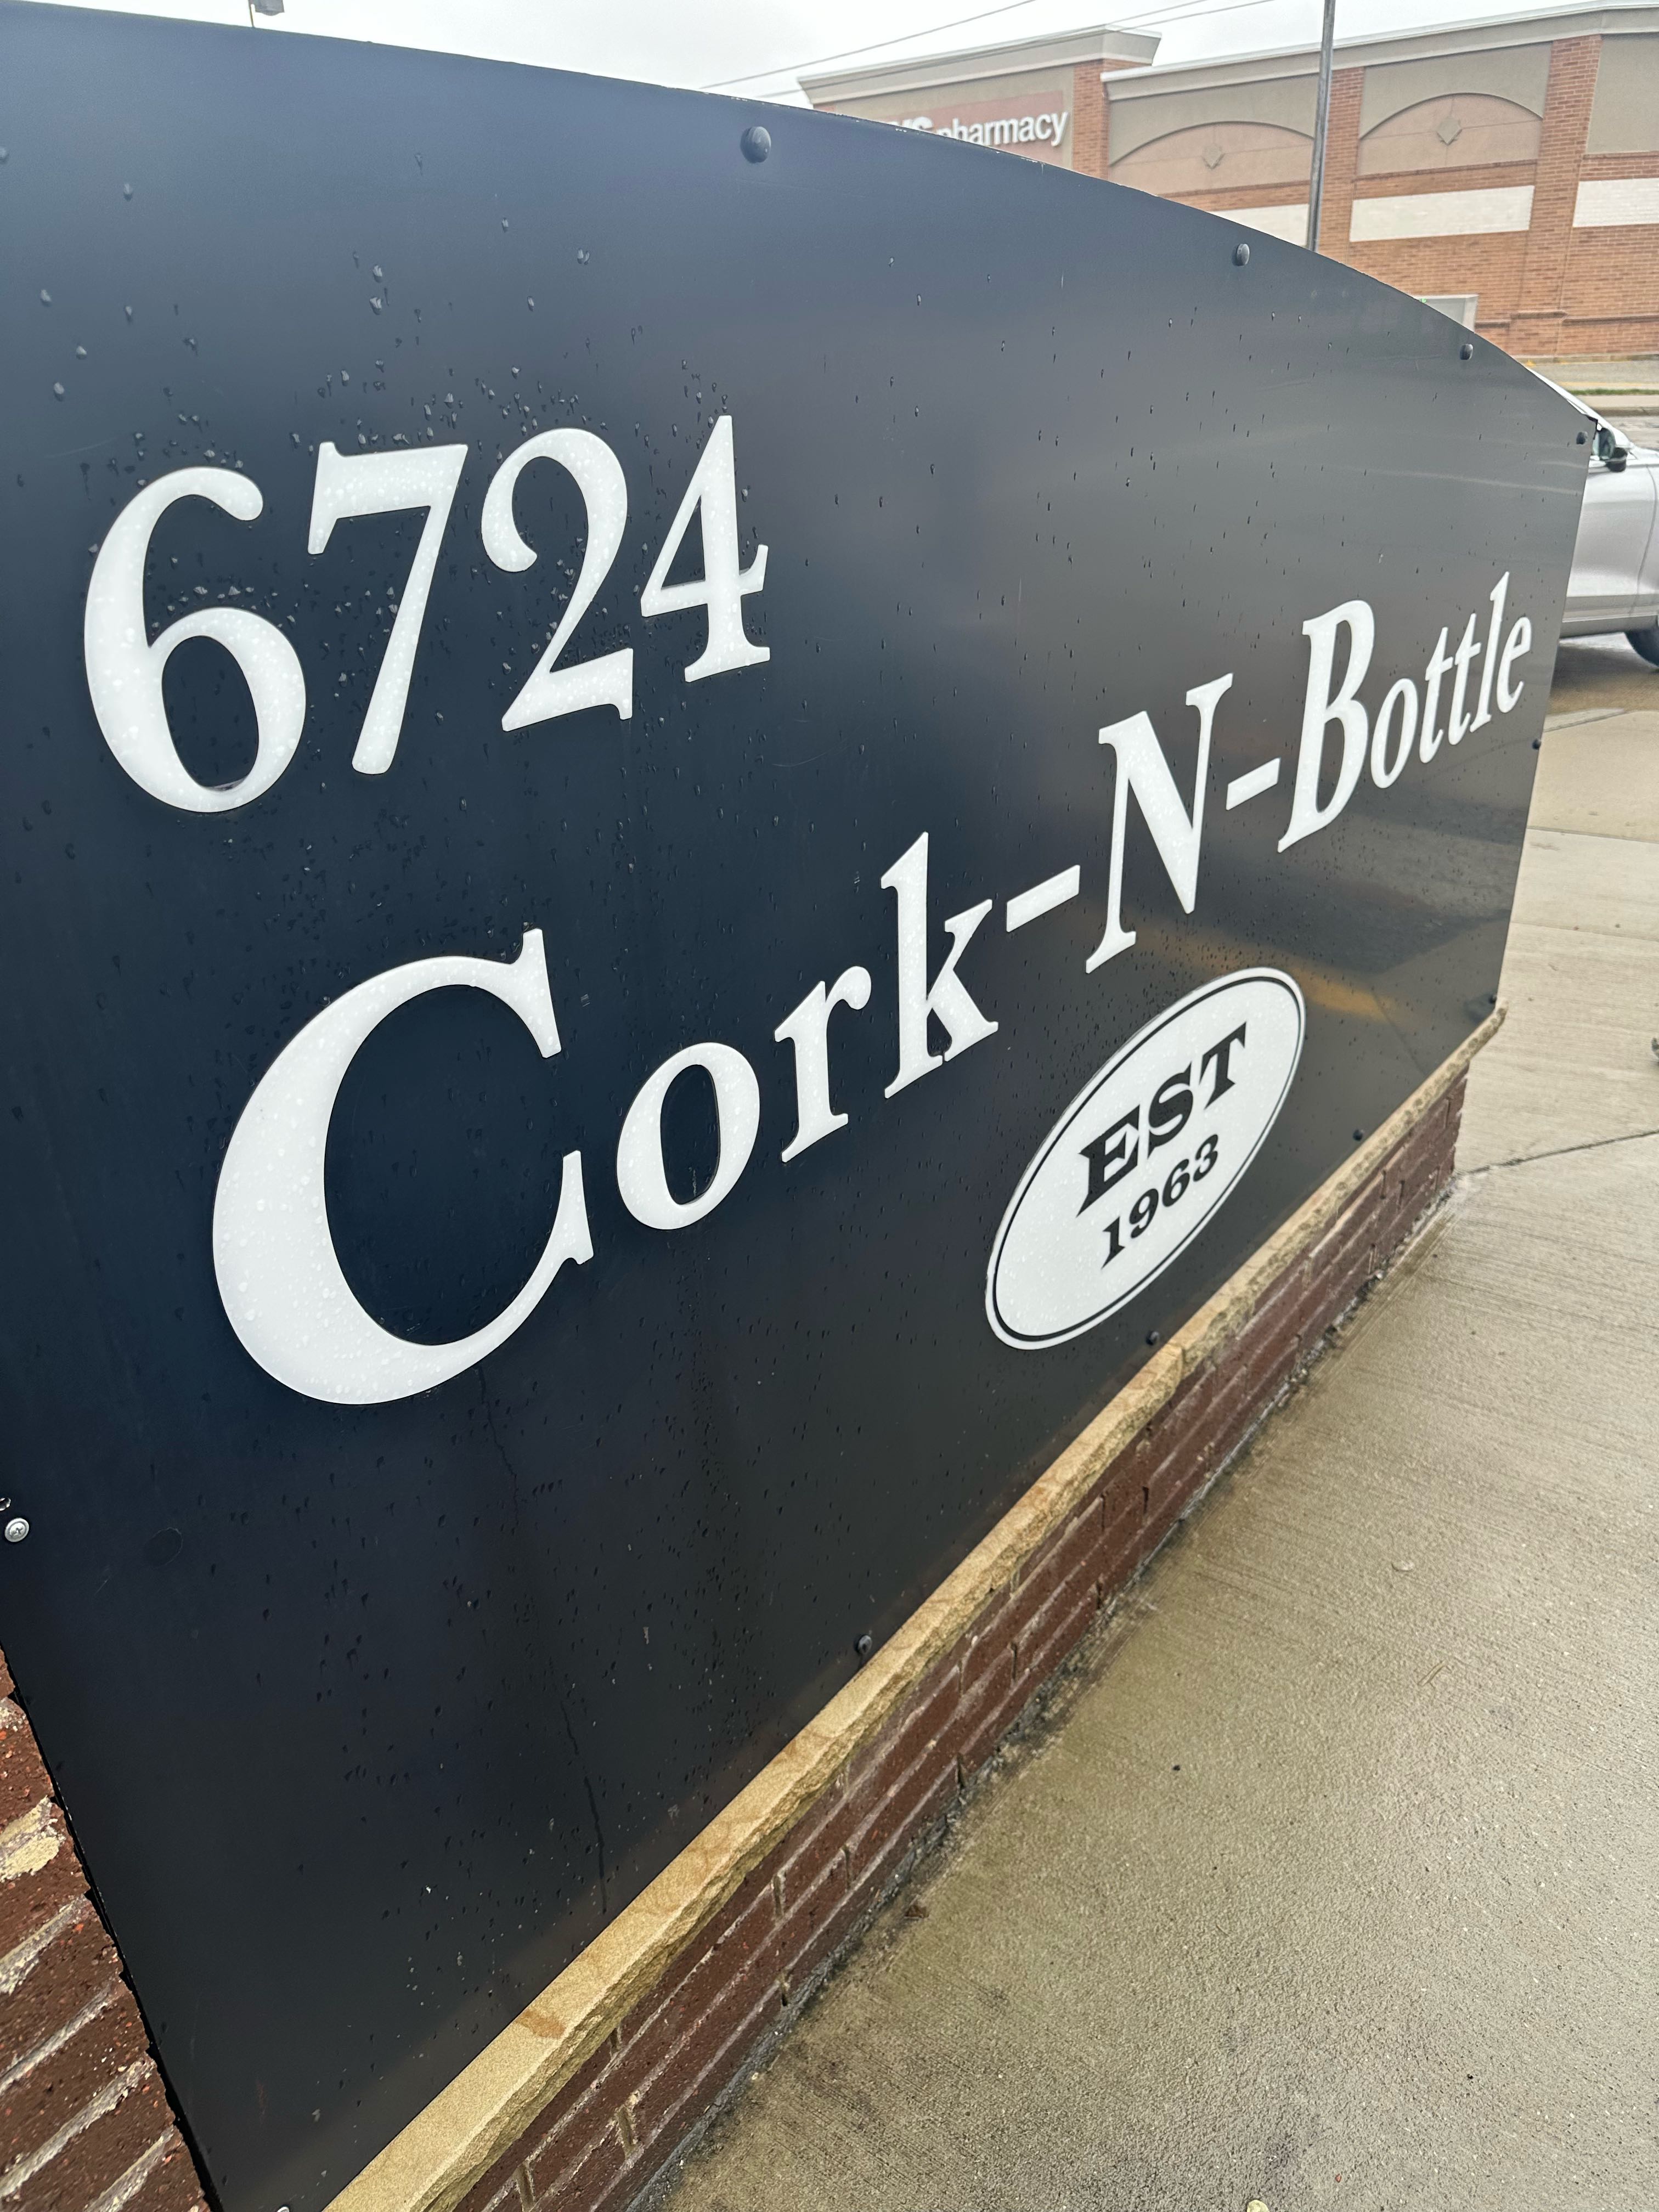 pharmacy
6724
Cork-N-Bottle
EST
1963